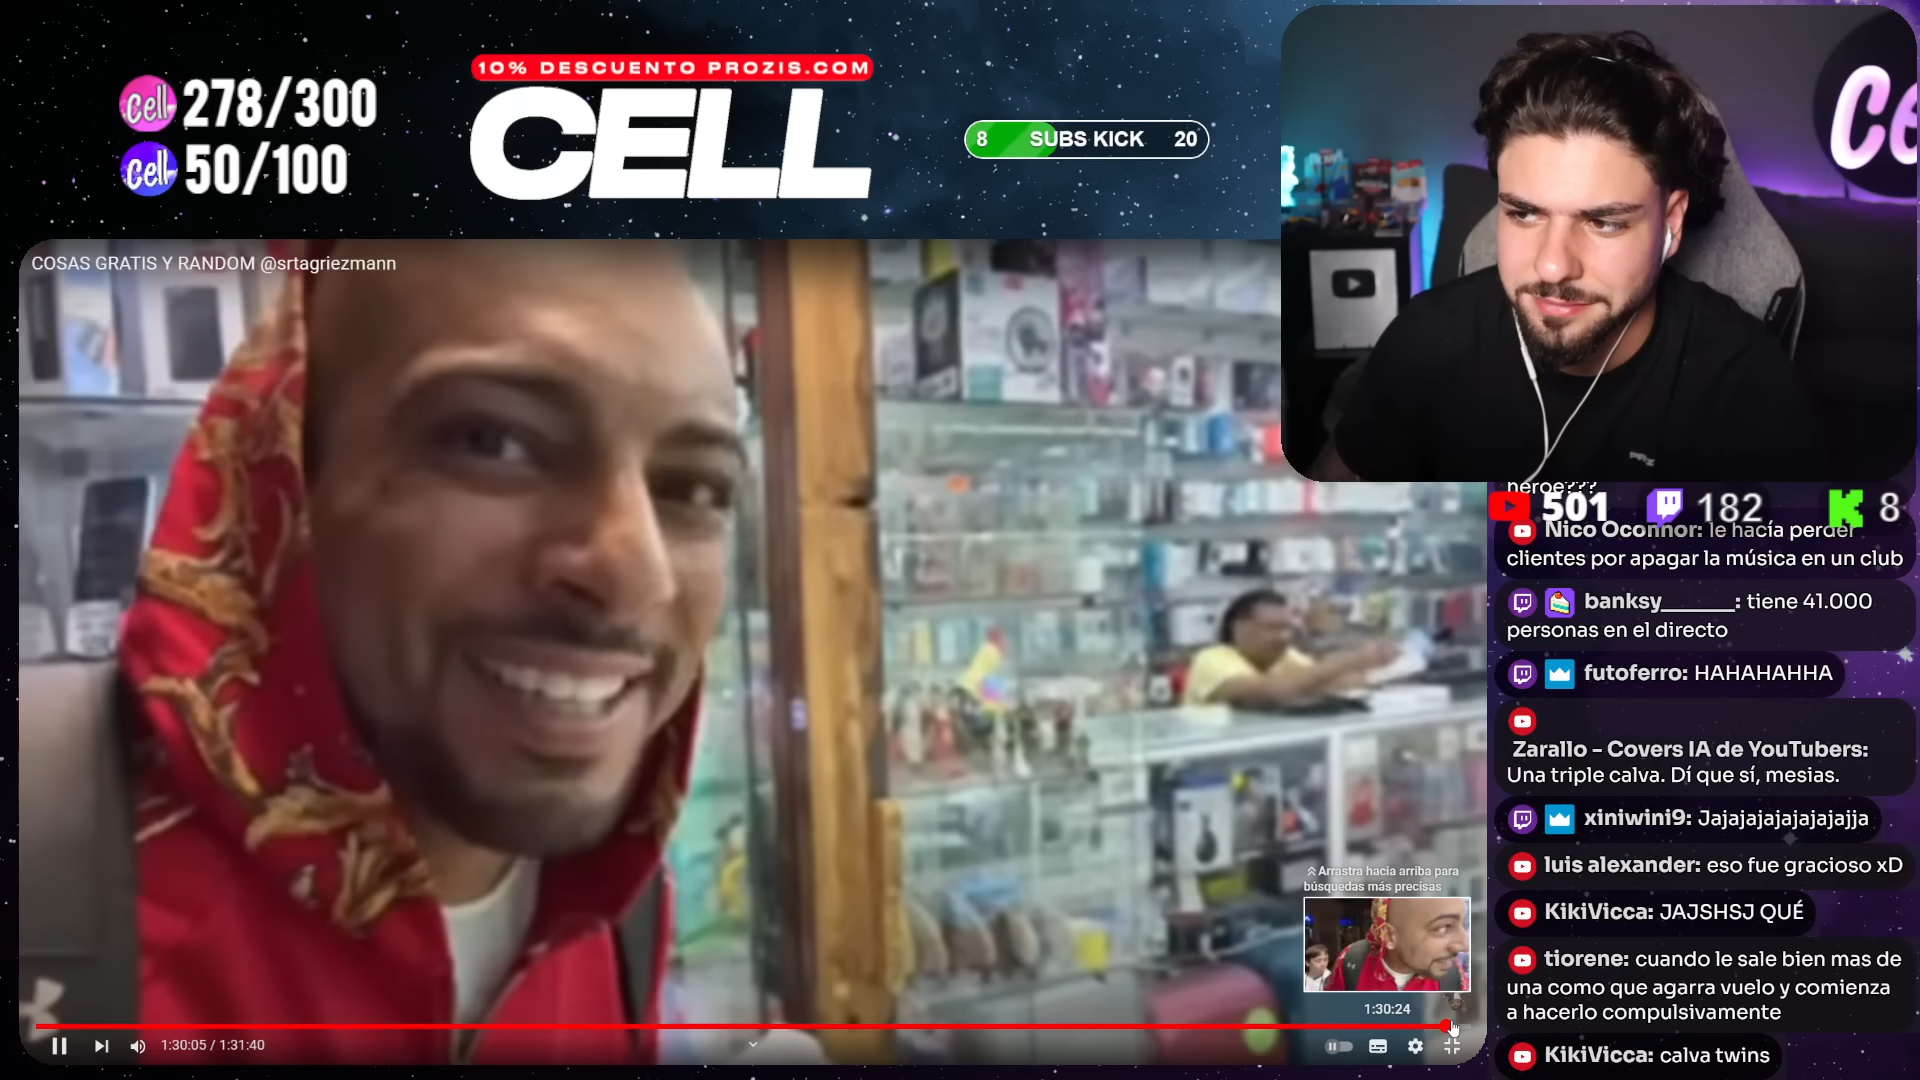 10% DESCUENTO PROZIS.COM
CELL
Cell 278/300
Cell 50/100
8 SUBS KICK 20
COSAS GRATIS Y RANDOM @srtagriezmann
héroe???
501 182 8
Nico Oconnor: le hacía perder
clientes por apagar la música en un club
banksy______: tiene 41.000
personas en el directo
futoferro: HAHAHAHHA
Zarallo – Covers IA de YouTubers:
Una triple calva. Dí que sí, mesias.
xiniwini9: Jajajajajajajajja
luis alexander: eso fue gracioso xD
KikiVicca: JAJSHSJ QUÉ
tiorene: cuando le sale bien mas de
una como que agarra vuelo y comienza
a hacerlo compulsivamente
KikiVicca: calva twins
Arrastra hacia arriba para
búsquedas más precisas
1:30:24
1:30:05 / 1:31:40